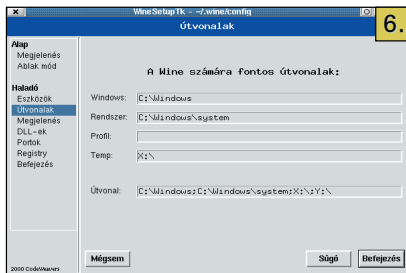 WineSetupTk - ~/.wine/config
6.
Útvonalak
Alap
Megjelenés
Ablak mód
Haladó
Eszközök
Útvonalak
Megjelenés
DLL-ek
Portok
Registry
Befejezés
2000 CodeWeavers
A Wine számára fontos útvonalak:
Windows: C:\Windows
Rendszer: C:\Windows\system
Profil:
Temp: X:\
Útvonal: C:\Windows;C:\Windows\system;X:\;Y:\
Mégsem Súgó Befejezés